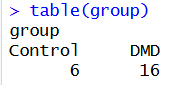 > table(group)
group
Control     DMD
      6      16